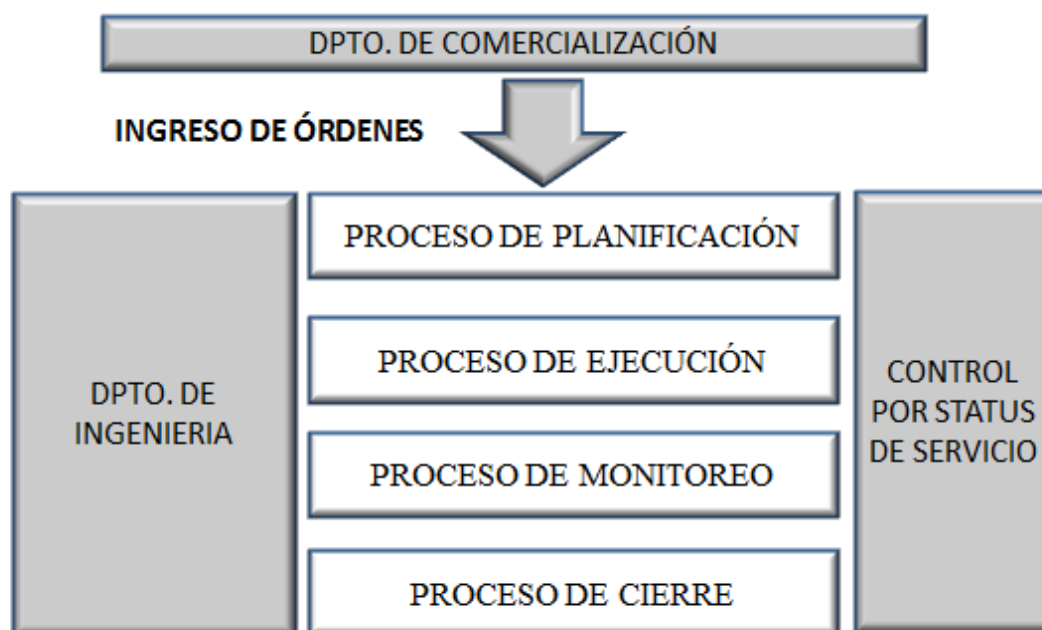 DPTO. DE COMERCIALIZACIÓN
INGRESO DE ÓRDENES
DPTO. DE
INGENIERIA
PROCESO DE PLANIFICACIÓN
PROCESO DE EJECUCIÓN
PROCESO DE MONITOREO
PROCESO DE CIERRE
CONTROL
POR STATUS
DE SERVICIO